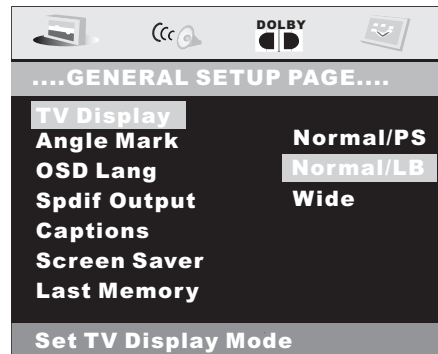 DOLBY
....GENERAL SETUP PAGE....
TV Display
Angle Mark
Normal/PS
OSD Lang
Normal/LB
Spdif Output
Wide
Captions
Screen Saver
Last Memory
Set TV Display Mode